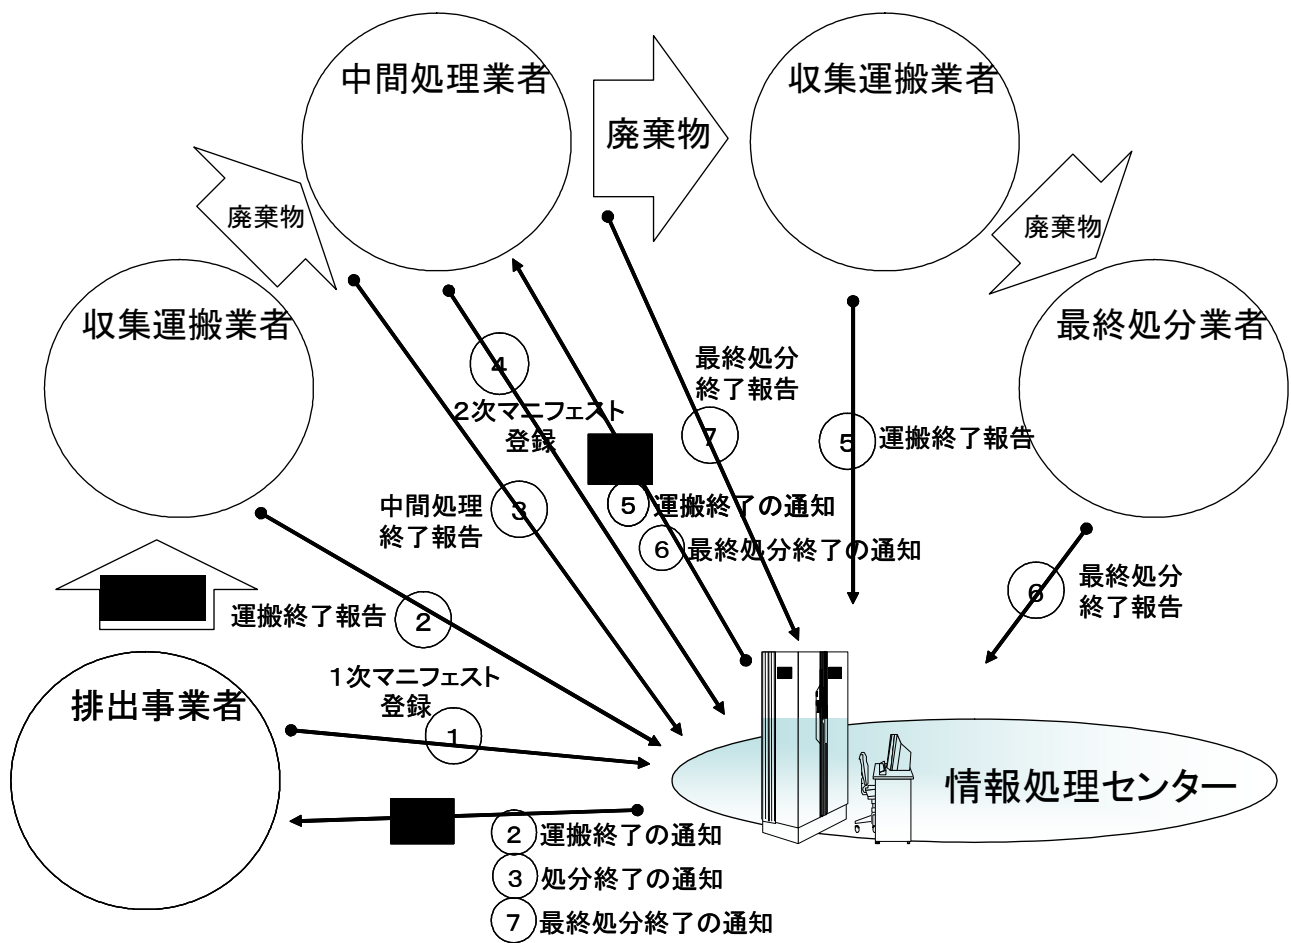 中間処理業者
収集運搬業者
廃棄物
廃棄物
廃棄物
収集運搬業者
最終処分業者
4
最終処分
終了報告
2次マニフェスト
登録
7
5
運搬終了報告
中間処理
終了報告
3
5
運搬終了の通知
6
最終処分終了の通知
最終処分
終了報告
6
運搬終了報告
2
1次マニフェスト
登録
排出事業者
1
情報処理センター
2
運搬終了の通知
3
処分終了の通知
7
最終処分終了の通知